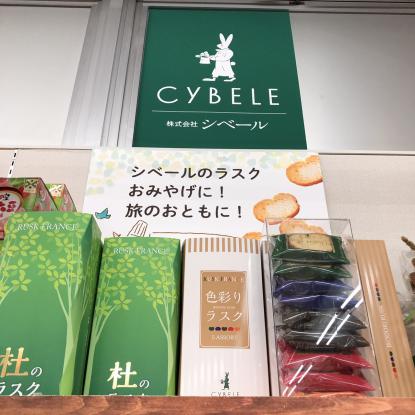 CYBELE
株式会社 シベール
シベールのラスク
おみやげに！
旅のおともに！
RUSK FRANCE
杜の
ラスク
RUSK FRANCE
杜の
色彩り
ラスク
5 ASSORT
CYBELE